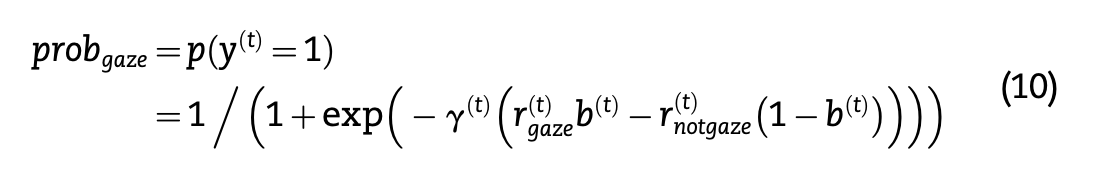 prob_gaze = p(y^(t) = 1)
= 1 / (1 + exp(− γ^(t) (r_gaze^(t) b^(t) − r_notgaze^(t) (1 − b^(t))))) (10)